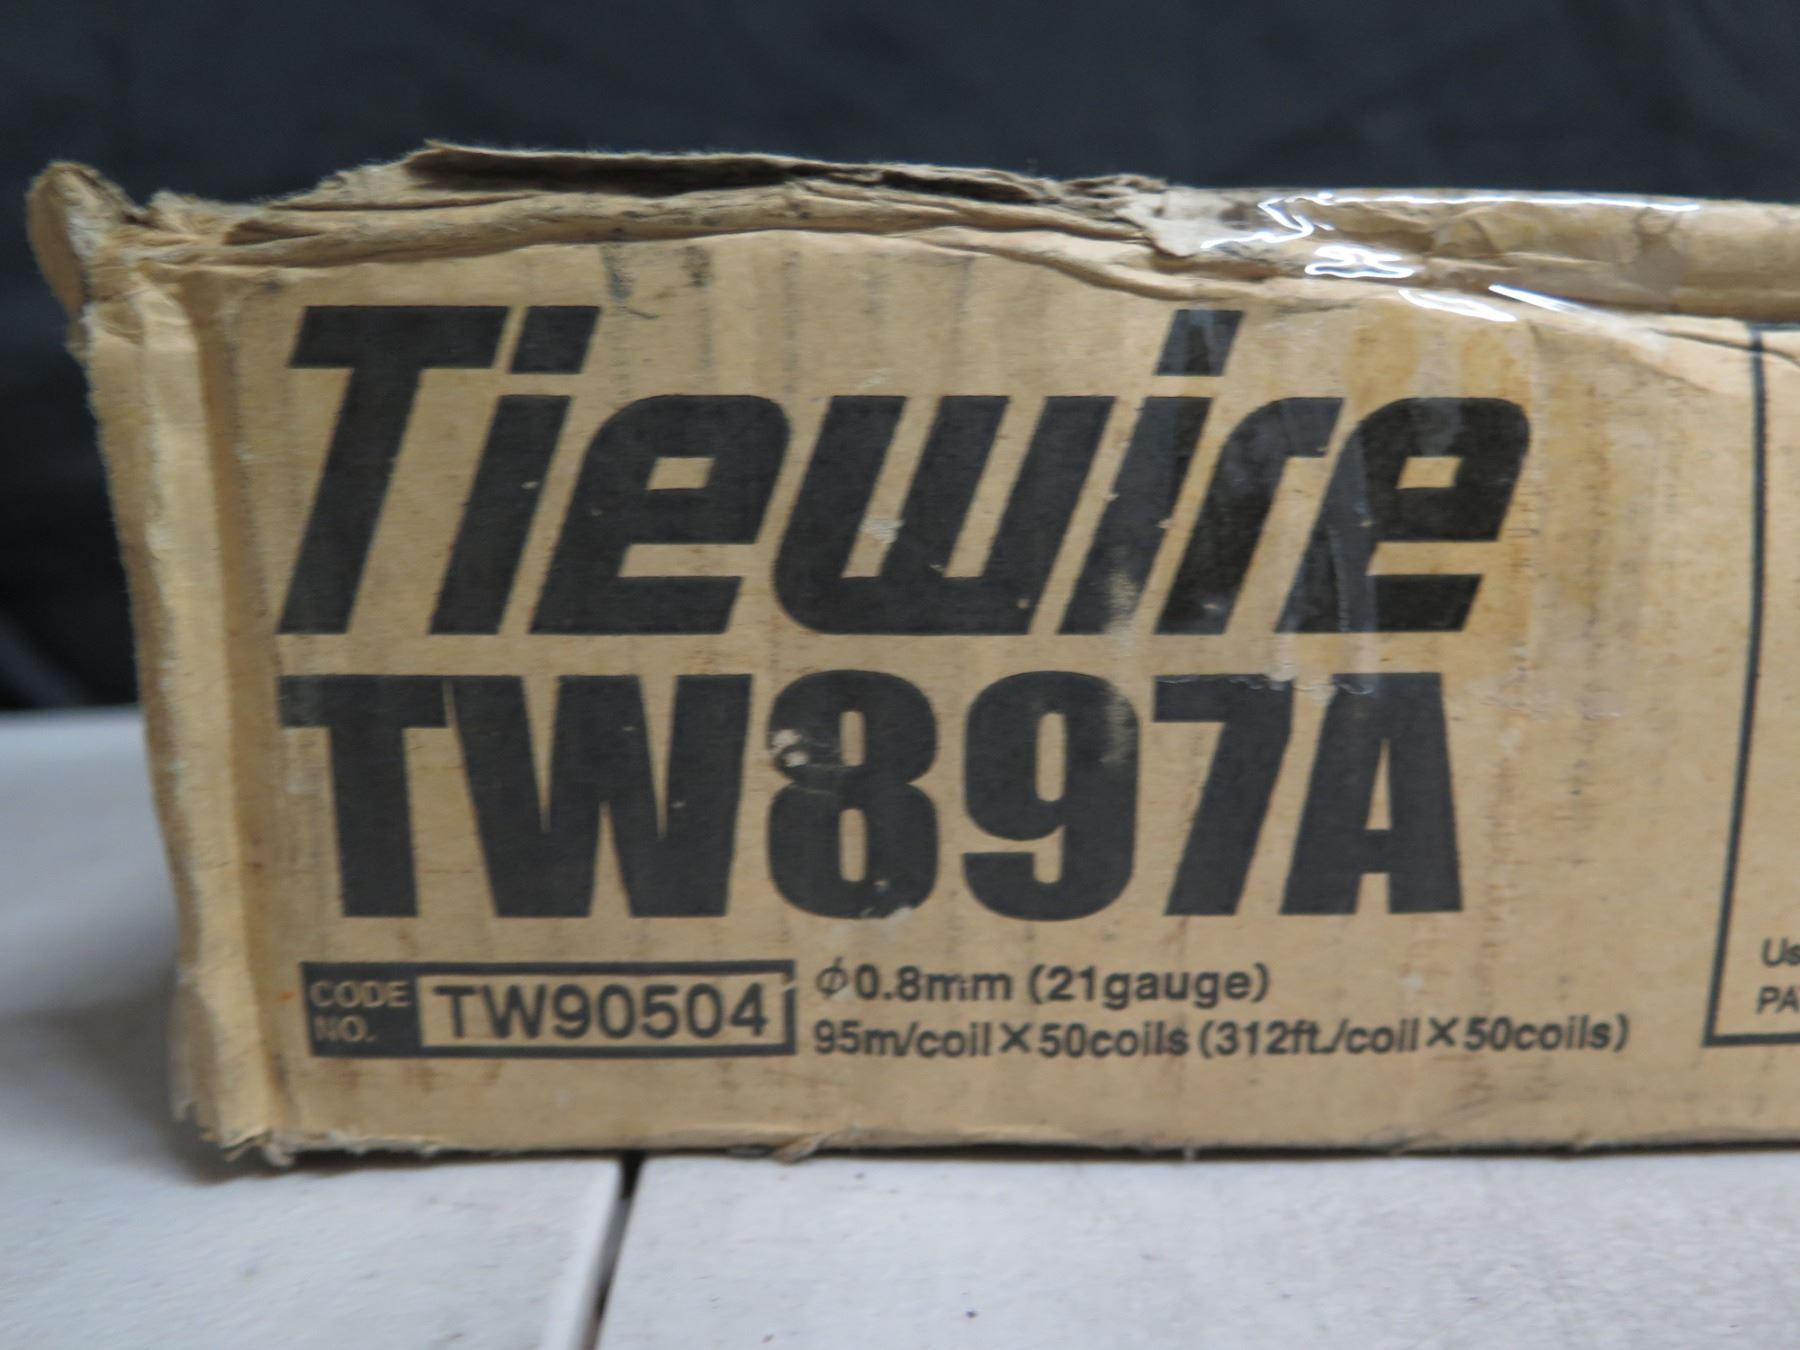 Tiewire
TW897A
CODE NO. TW90504
φ0.8mm (21gauge)
95m/coil×50coils (312ft./coil×50coils)